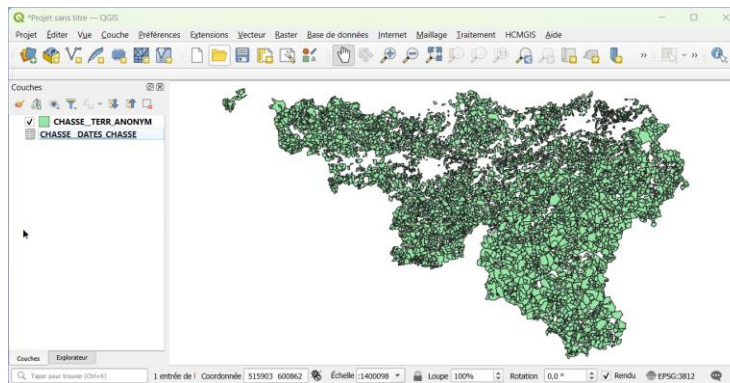 *Projet sans titre — QGIS
Projet Éditer Vue Couche Préférences Extensions Vecteur Raster Base de données Internet Maillage Traitement HCMGIS Aide
Couches
CHASSE_TERR_ANONYM
CHASSE_DATES_CHASSE
Couches Explorateur
Taper pour trouver (Ctrl+K) 1 entrée de l Coordonnée 515903 600862 Échelle :1400098 Loupe 100% Rotation 0,0 ° Rendu EPSG:3812